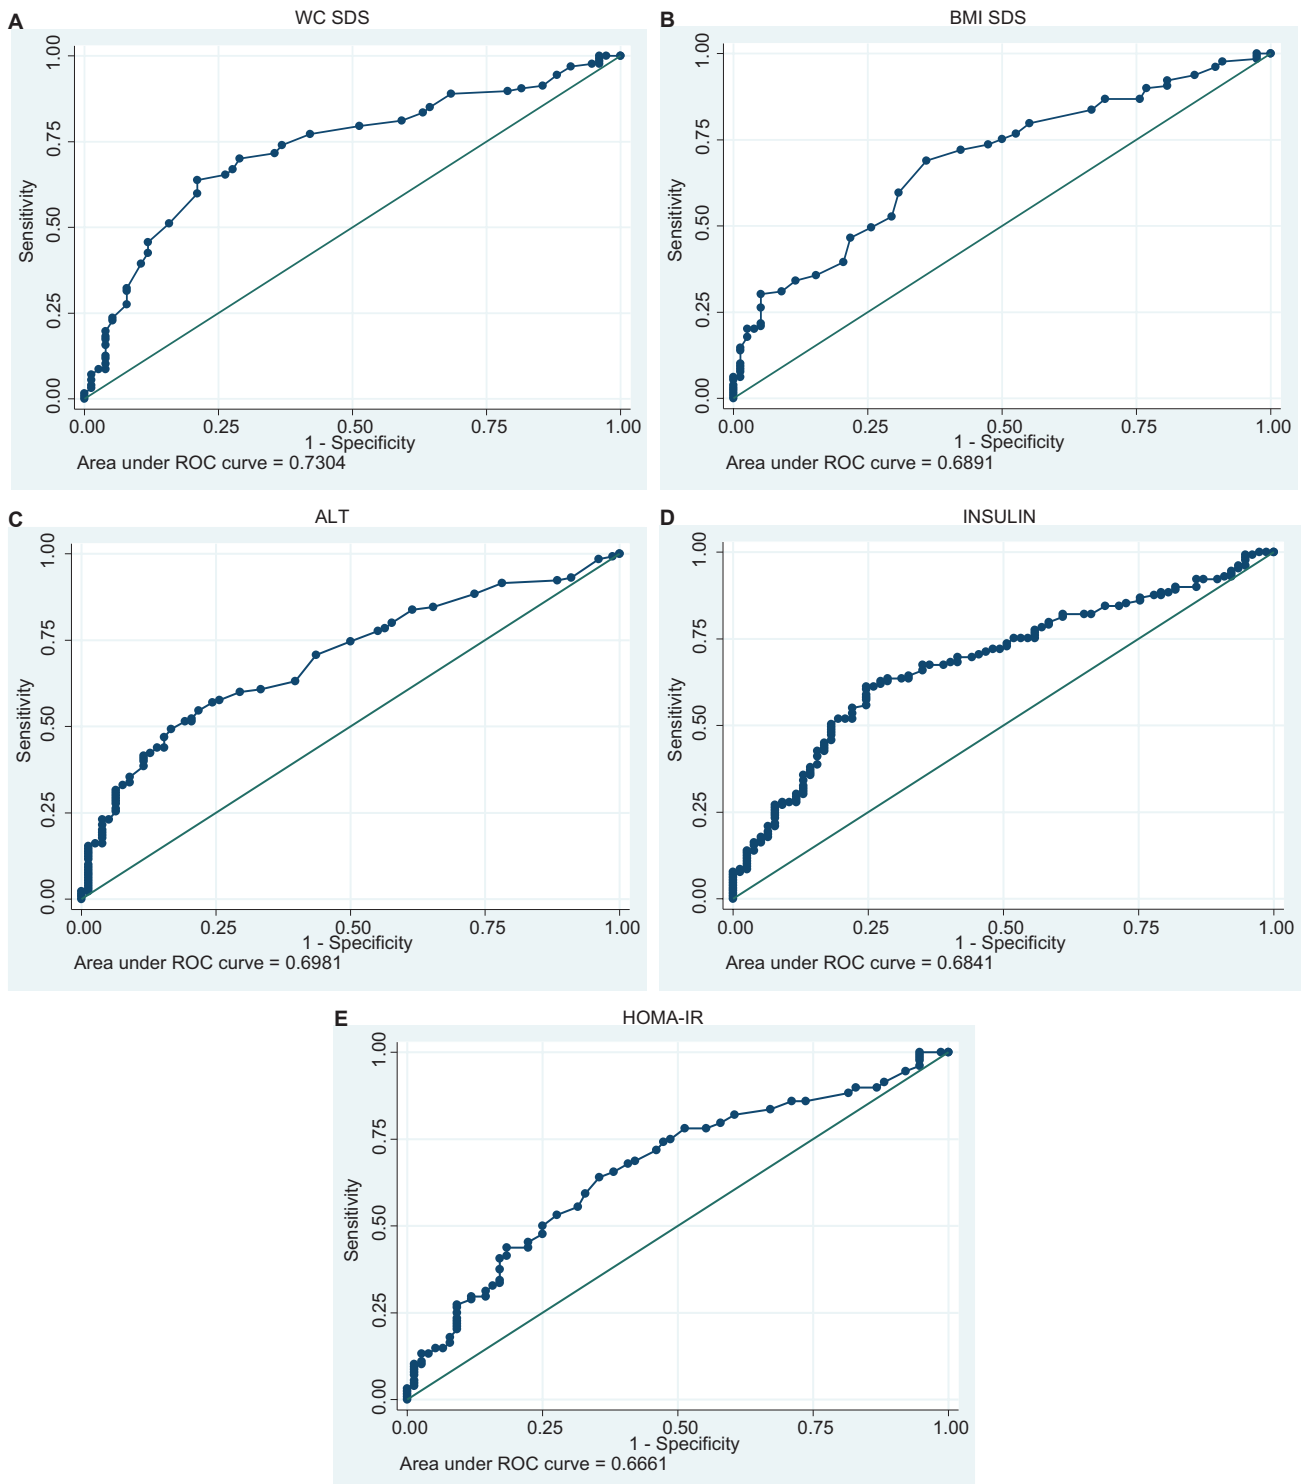 A WC SDS
1.00
0.75
0.50
0.25
0.00
Sensitivity
0.00 0.25 0.50 0.75 1.00
1 - Specificity
Area under ROC curve = 0.7304
B BMI SDS
1.00
0.75
0.50
0.25
0.00
Sensitivity
0.00 0.25 0.50 0.75 1.00
1 - Specificity
Area under ROC curve = 0.6891
C ALT
1.00
0.75
0.50
0.25
0.00
Sensitivity
0.00 0.25 0.50 0.75 1.00
1 - Specificity
Area under ROC curve = 0.6981
D INSULIN
1.00
0.75
0.50
0.25
0.00
Sensitivity
0.00 0.25 0.50 0.75 1.00
1 - Specificity
Area under ROC curve = 0.6841
E HOMA-IR
1.00
0.75
0.50
0.25
0.00
Sensitivity
0.00 0.25 0.50 0.75 1.00
1 - Specificity
Area under ROC curve = 0.6661